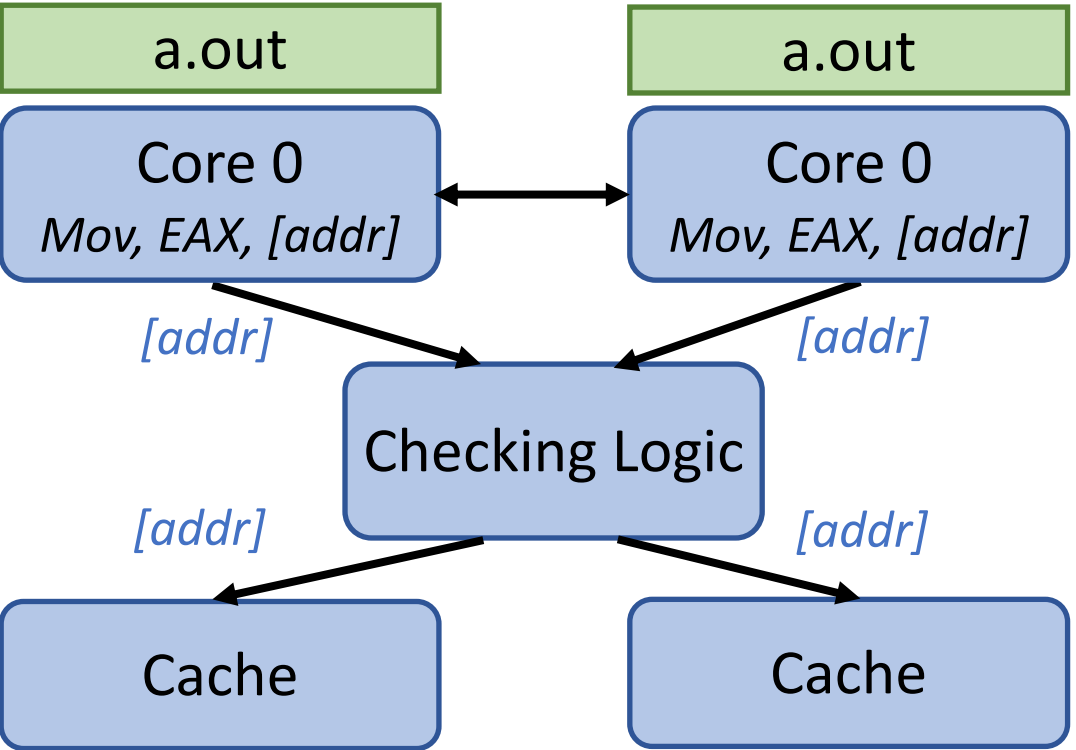 a.out
a.out
Core 0
Mov, EAX, [addr]
Core 0
Mov, EAX, [addr]
[addr]
[addr]
Checking Logic
[addr]
[addr]
Cache
Cache